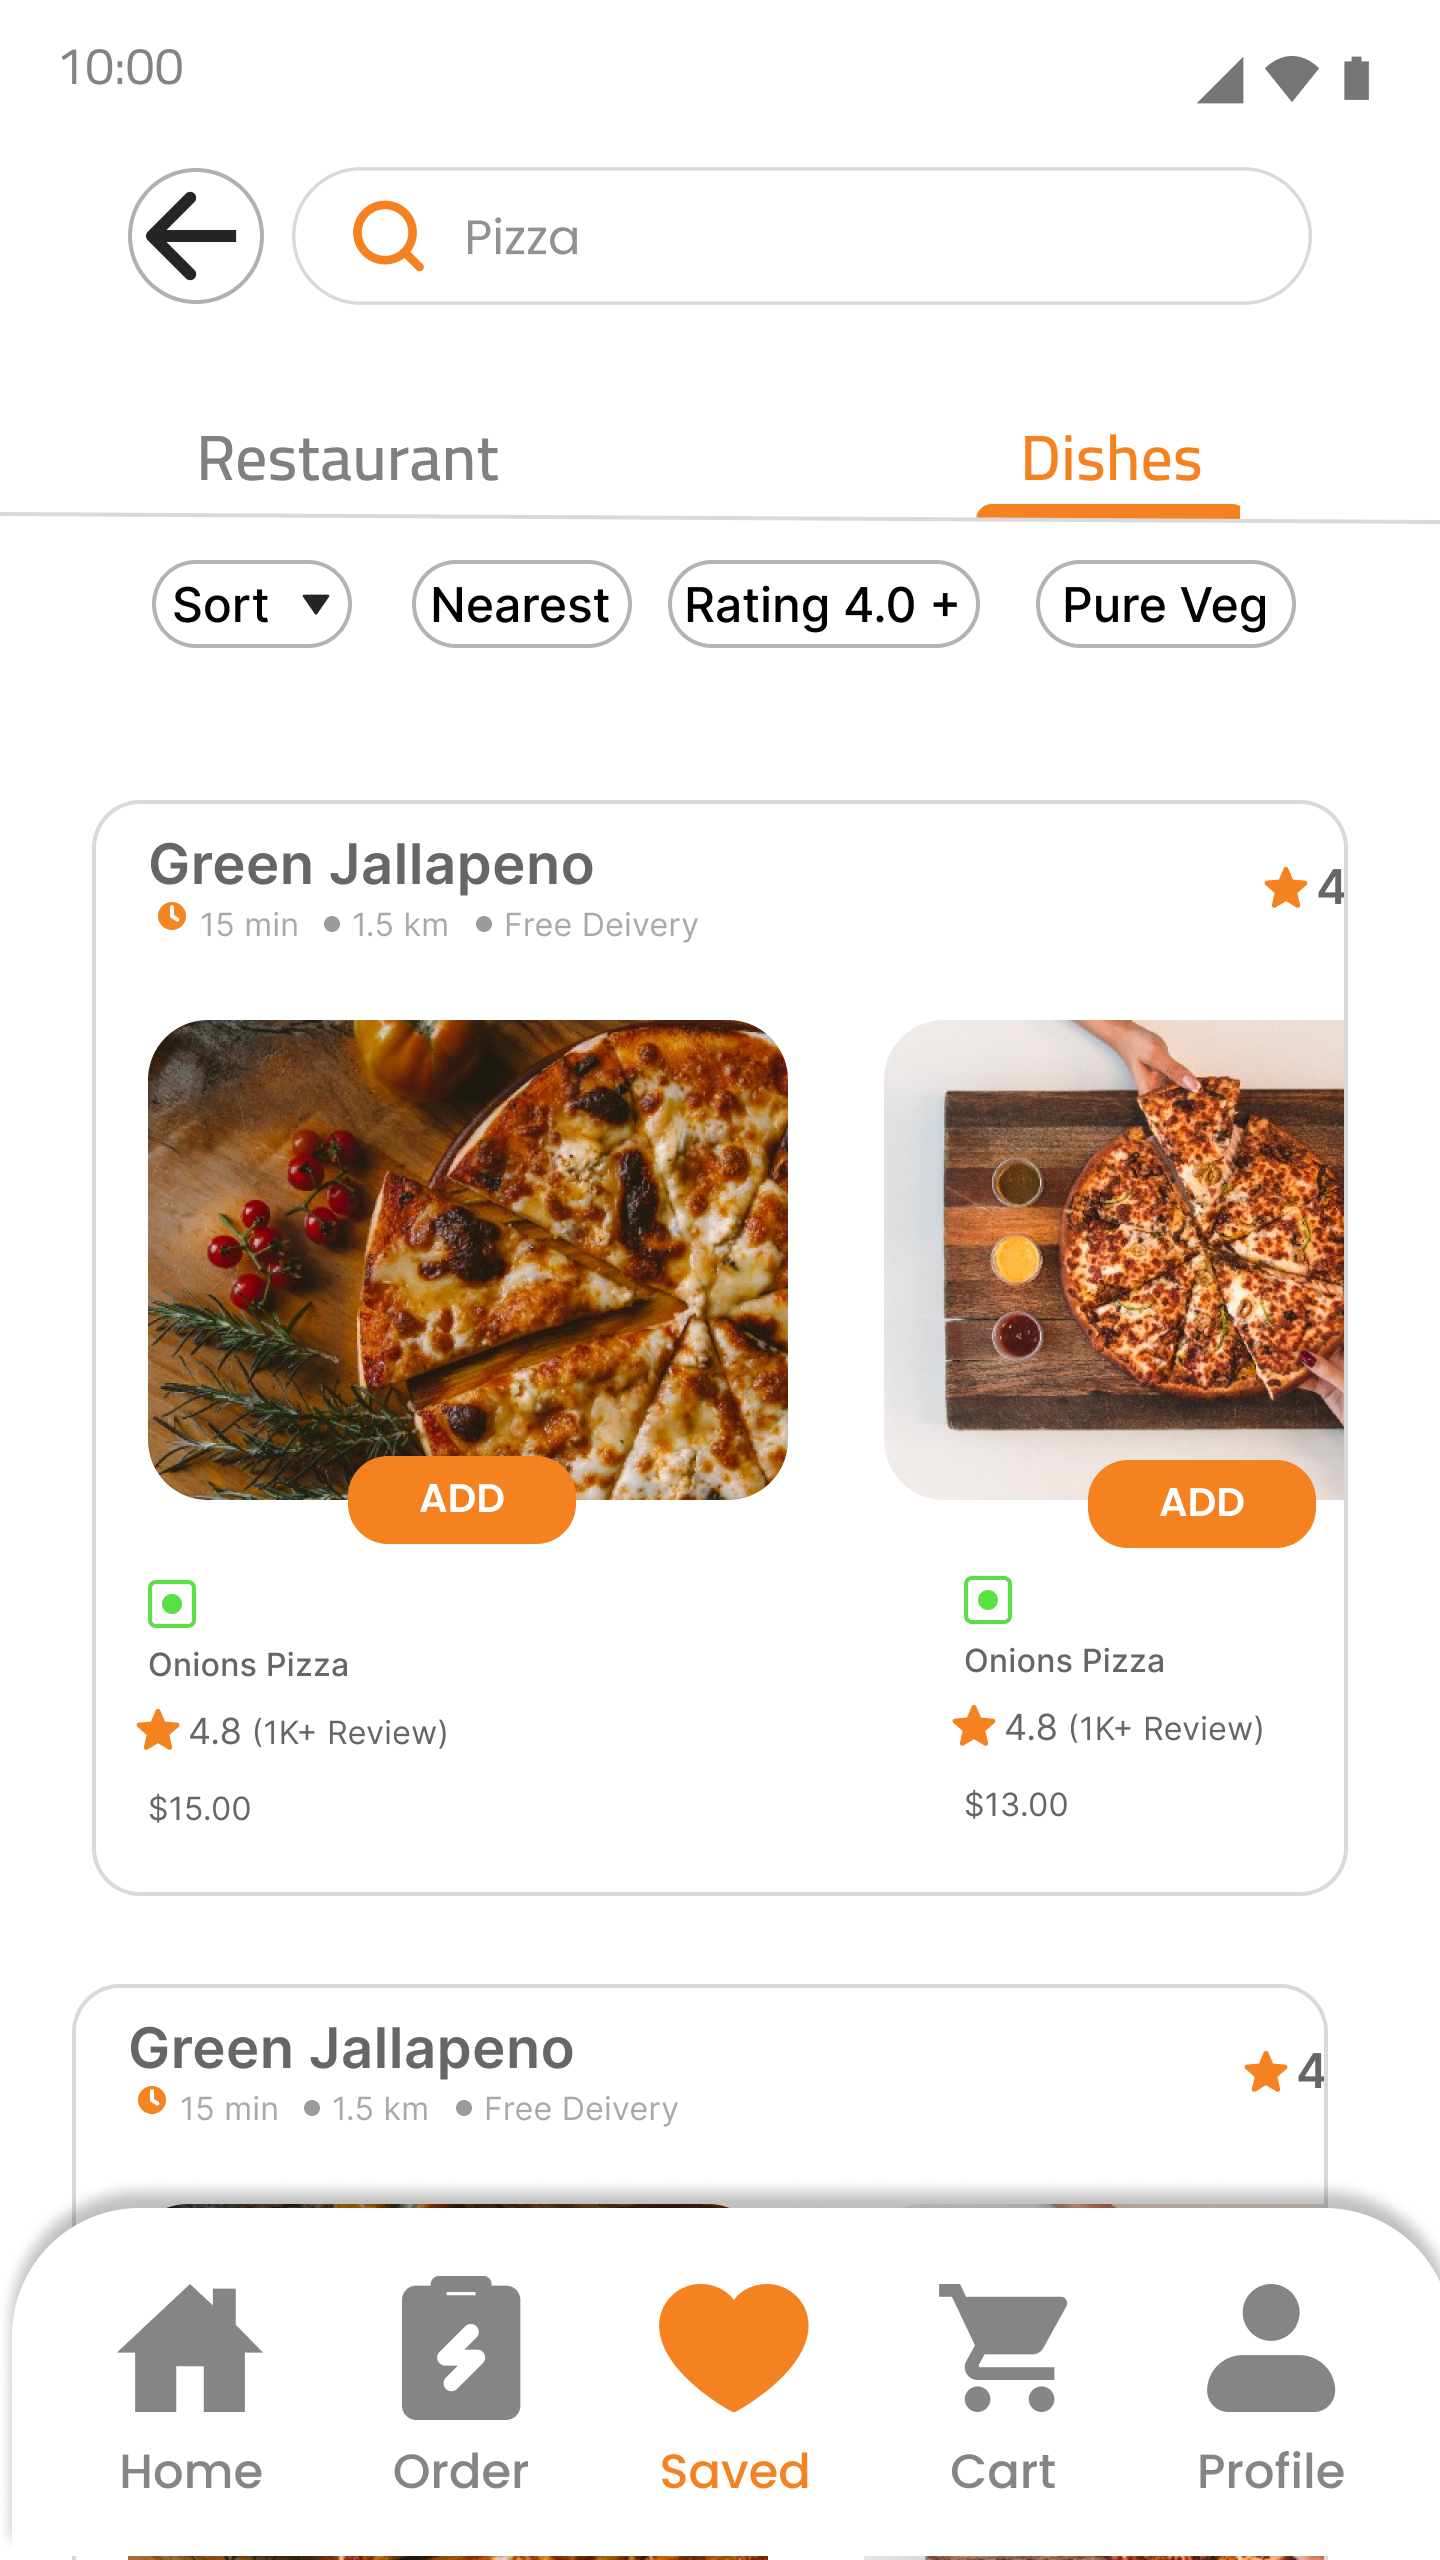 10:00
Pizza
Restaurant Dishes
Sort Nearest Rating 4.0 + Pure Veg
Green Jallapeno
4
15 min 1.5 km Free Deivery
ADD ADD
Onions Pizza Onions Pizza
4.8 (1K+ Review) 4.8 (1K+ Review)
$15.00 $13.00
Green Jallapeno
4
15 min 1.5 km Free Deivery
Home Order Saved Cart Profile